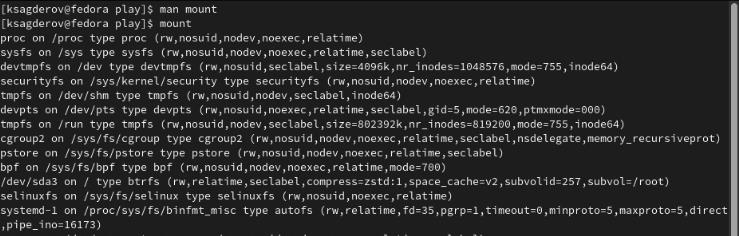 [ksagderov@fedora play]$ man mount
[ksagderov@fedora play]$ mount
proc on /proc type proc (rw,nosuid,nodev,noexec,relatime)
sysfs on /sys type sysfs (rw,nosuid,nodev,noexec,relatime,seclabel)
devtmpfs on /dev type devtmpfs (rw,nosuid,seclabel,size=4096k,nr_inodes=1048576,mode=755,inode64)
securityfs on /sys/kernel/security type securityfs (rw,nosuid,nodev,noexec,relatime)
tmpfs on /dev/shm type tmpfs (rw,nosuid,nodev,seclabel,inode64)
devpts on /dev/pts type devpts (rw,nosuid,noexec,relatime,seclabel,gid=5,mode=620,ptmxmode=000)
tmpfs on /run type tmpfs (rw,nosuid,nodev,seclabel,size=802392k,nr_inodes=819200,mode=755,inode64)
cgroup2 on /sys/fs/cgroup type cgroup2 (rw,nosuid,nodev,noexec,relatime,seclabel,nsdelegate,memory_recursiveprot)
pstore on /sys/fs/pstore type pstore (rw,nosuid,nodev,noexec,relatime,seclabel)
bpf on /sys/fs/bpf type bpf (rw,nosuid,nodev,noexec,relatime,mode=700)
/dev/sda3 on / type btrfs (rw,relatime,seclabel,compress=zstd:1,space_cache=v2,subvolid=257,subvol=/root)
selinuxfs on /sys/fs/selinux type selinuxfs (rw,nosuid,noexec,relatime)
systemd-1 on /proc/sys/fs/binfmt_misc type autofs (rw,relatime,fd=35,pgrp=1,timeout=0,minproto=5,maxproto=5,direct
,pipe_ino=16173)